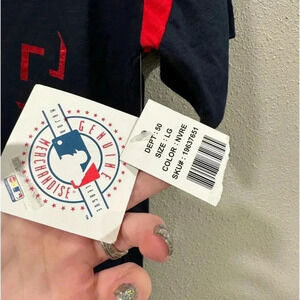 GENUINE
MERCHANDISE
MAJOR
LEAGUE
DEPT: 50
SIZE: LG
COLOR: NVRE
SKU#: 19637651